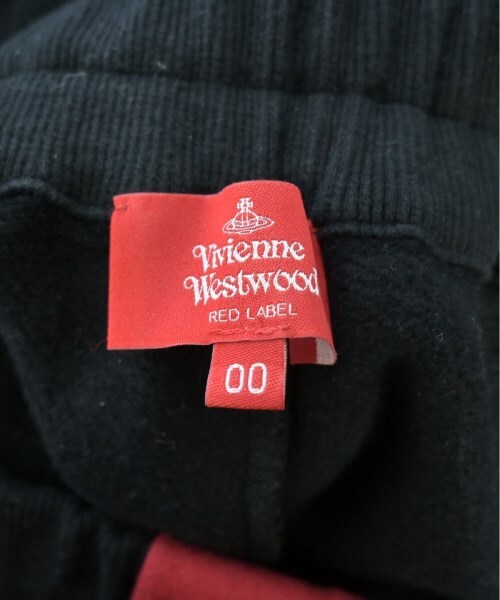 Vivienne
Westwood
RED LABEL
00